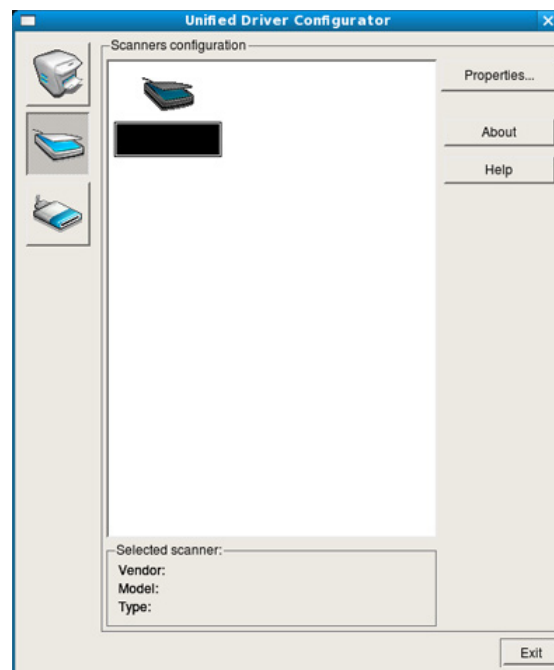 Unified Driver Configurator
Scanners configuration
Properties...
About
Help
Selected scanner:
Vendor:
Model:
Type:
Exit